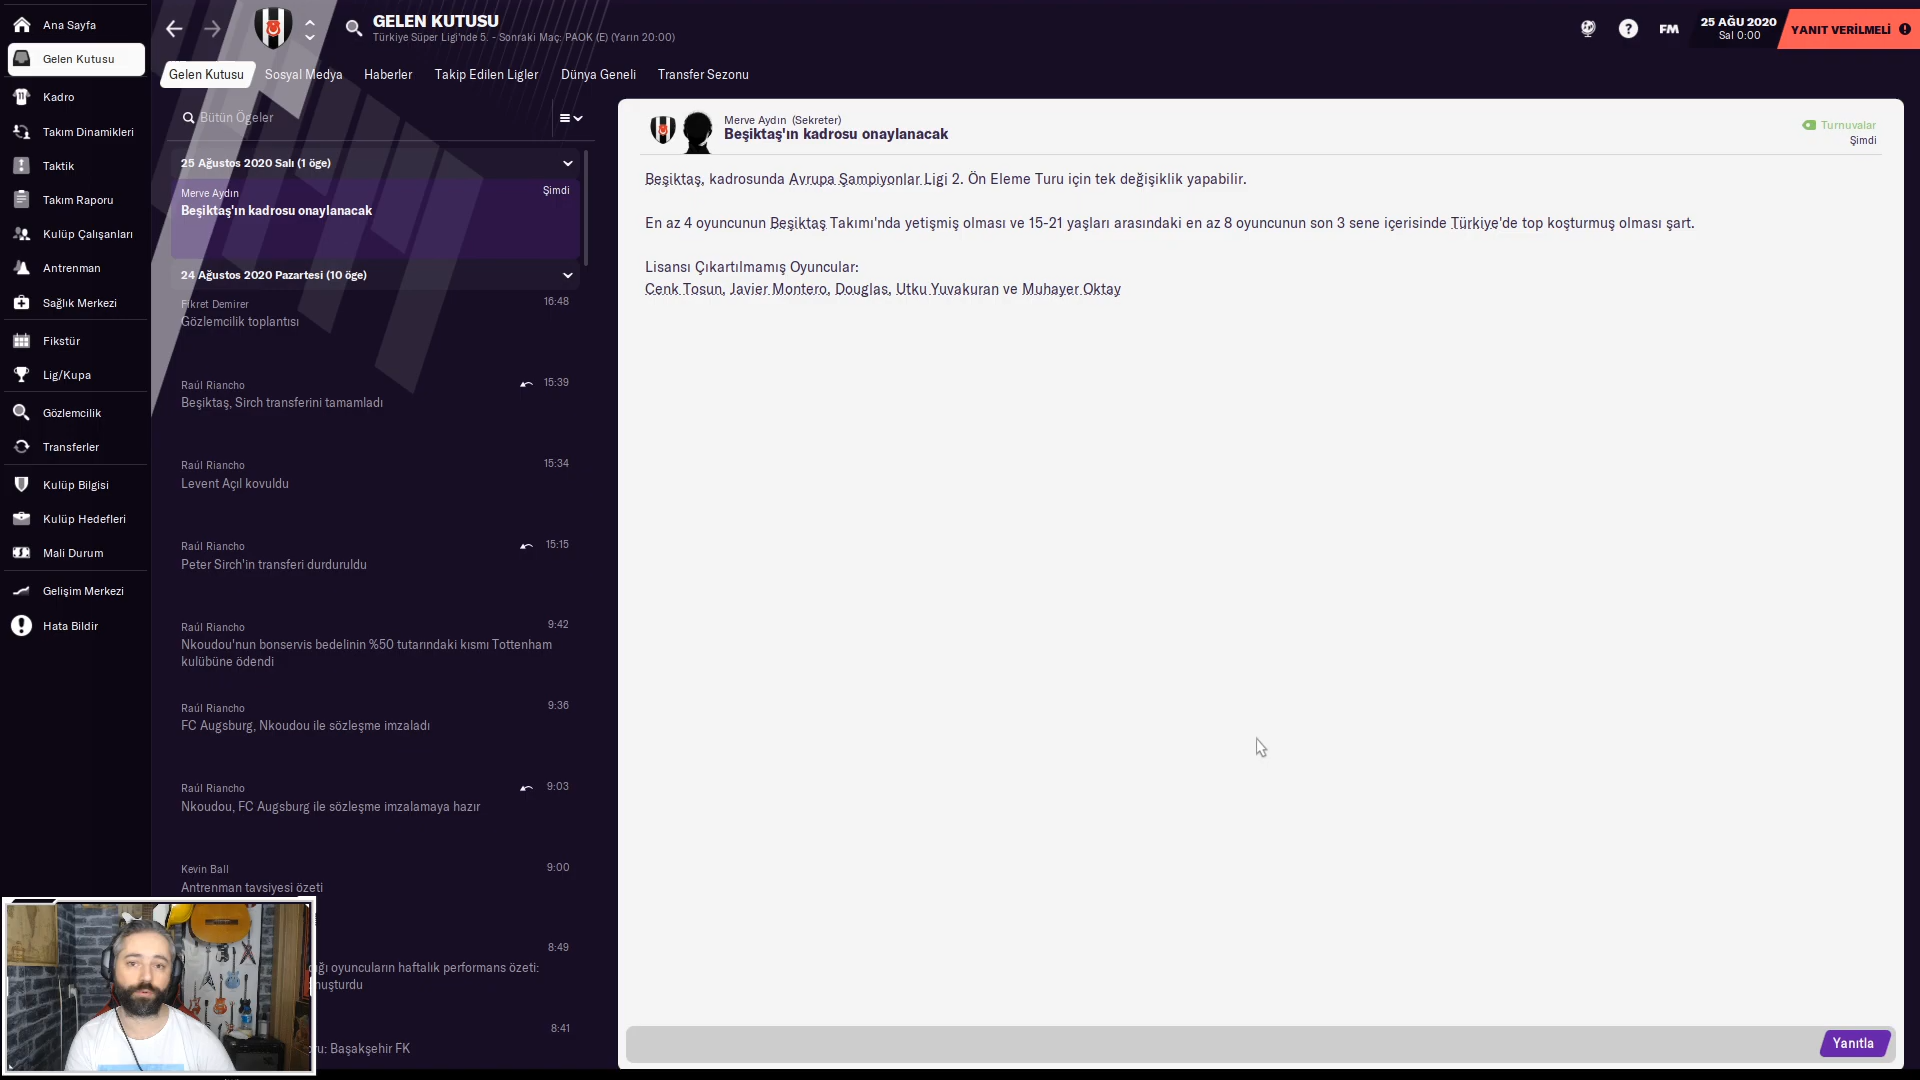 Ana Sayfa
Gelen Kutusu
Kadro
Takım Dinamikleri
Taktik
Takım Raporu
Kulüp Çalışanları
Antrenman
Sağlık Merkezi
Fikstür
Lig/Kupa
Gözlemcilik
Transferler
Kulüp Bilgisi
Kulüp Hedefleri
Mali Durum
Gelişim Merkezi
Hata Bildir
GELEN KUTUSU
Türkiye Süper Ligi'nde 5. - Sonraki Maç: PAOK (E) (Yarın 20:00)
FM
25 AĞU 2020
Sal 0:00
YANIT VERİLMELİ
Gelen Kutusu Sosyal Medya Haberler Takip Edilen Ligler Dünya Geneli Transfer Sezonu
Bütün Ögeler
25 Ağustos 2020 Salı (1 öge)
Merve Aydın Şimdi
Beşiktaş'ın kadrosu onaylanacak
24 Ağustos 2020 Pazartesi (10 öge)
Fikret Demirer 16:48
Gözlemcilik toplantısı
Raúl Riancho 15:39
Beşiktaş, Sirch transferini tamamladı
Raúl Riancho 15:34
Levent Açıl kovuldu
Raúl Riancho 15:15
Peter Sirch'in transferi durduruldu
Raúl Riancho 9:42
Nkoudou'nun bonservis bedelinin %50 tutarındaki kısmı Tottenham
kulübüne ödendi
Raúl Riancho 9:36
FC Augsburg, Nkoudou ile sözleşme imzaladı
Raúl Riancho 9:03
Nkoudou, FC Augsburg ile sözleşme imzalamaya hazır
Kevin Ball 9:00
Antrenman tavsiyesi özeti
8:49
oyuncuların haftalık performans özeti:
8:41
Başakşehir FK
Merve Aydın (Sekreter)
Beşiktaş'ın kadrosu onaylanacak
Turnuvalar
Şimdi
Beşiktaş, kadrosunda Avrupa Şampiyonlar Ligi 2. Ön Eleme Turu için tek değişiklik yapabilir.
En az 4 oyuncunun Beşiktaş Takımı'nda yetişmiş olması ve 15-21 yaşları arasındaki en az 8 oyuncunun son 3 sene içerisinde Türkiye'de top koşturmuş olması şart.
Lisansı Çıkartılmamış Oyuncular:
Cenk Tosun, Javier Montero, Douglas, Utku Yuvakuran ve Muhayer Oktay
Yanıtla